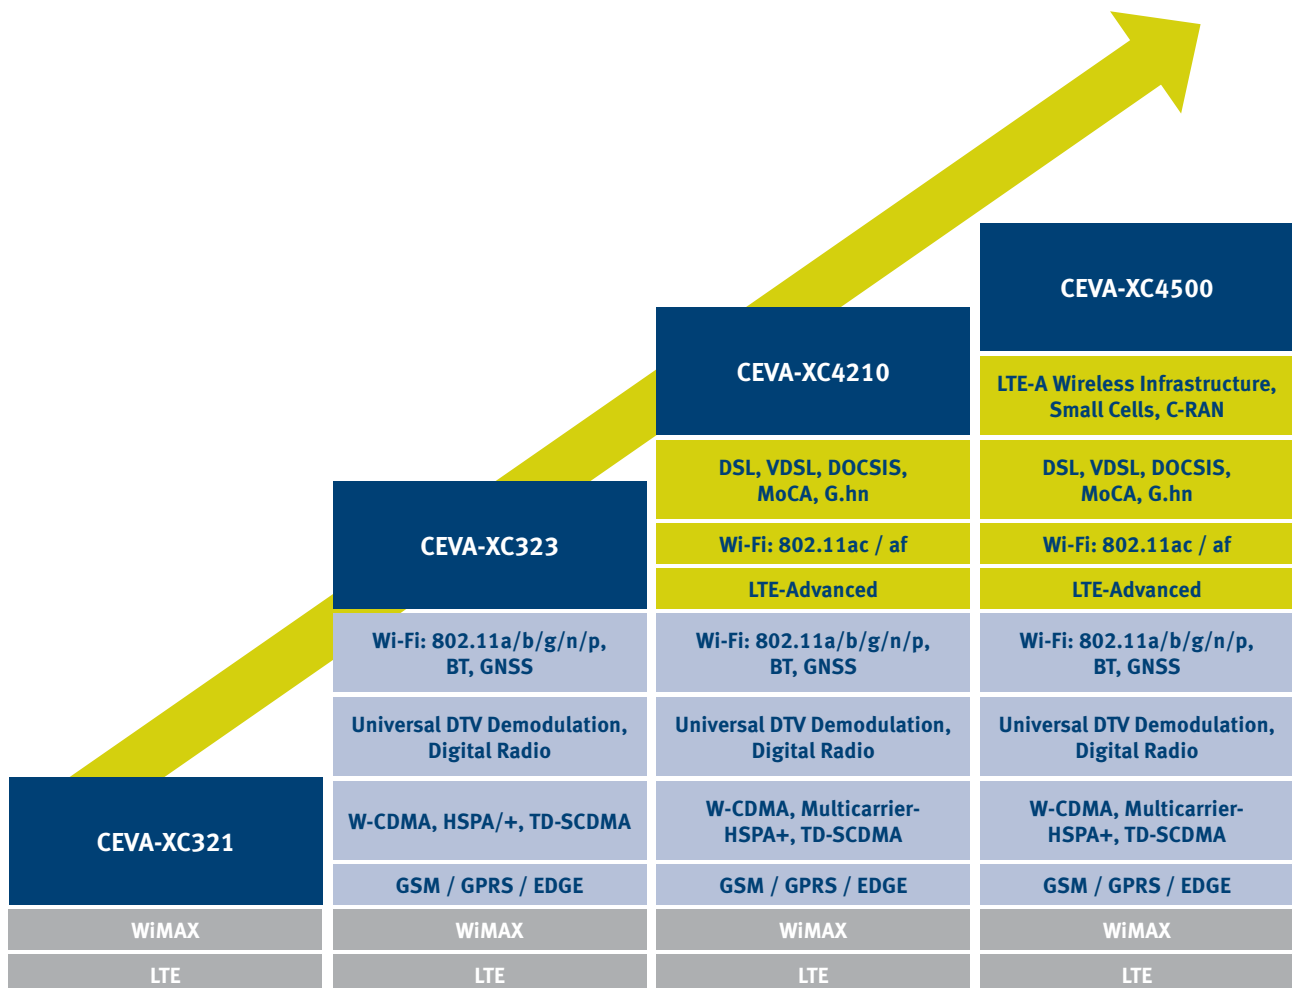 CEVA-XC321
WiMAX
LTE
CEVA-XC323
Wi-Fi: 802.11a/b/g/n/p,
BT, GNSS
Universal DTV Demodulation,
Digital Radio
W-CDMA, HSPA/+, TD-SCDMA
GSM / GPRS / EDGE
WiMAX
LTE
CEVA-XC4210
DSL, VDSL, DOCSIS,
MoCA, G.hn
Wi-Fi: 802.11ac / af
LTE-Advanced
Wi-Fi: 802.11a/b/g/n/p,
BT, GNSS
Universal DTV Demodulation,
Digital Radio
W-CDMA, Multicarrier-
HSPA+, TD-SCDMA
GSM / GPRS / EDGE
WiMAX
LTE
CEVA-XC4500
LTE-A Wireless Infrastructure,
Small Cells, C-RAN
DSL, VDSL, DOCSIS,
MoCA, G.hn
Wi-Fi: 802.11ac / af
LTE-Advanced
Wi-Fi: 802.11a/b/g/n/p,
BT, GNSS
Universal DTV Demodulation,
Digital Radio
W-CDMA, Multicarrier-
HSPA+, TD-SCDMA
GSM / GPRS / EDGE
WiMAX
LTE